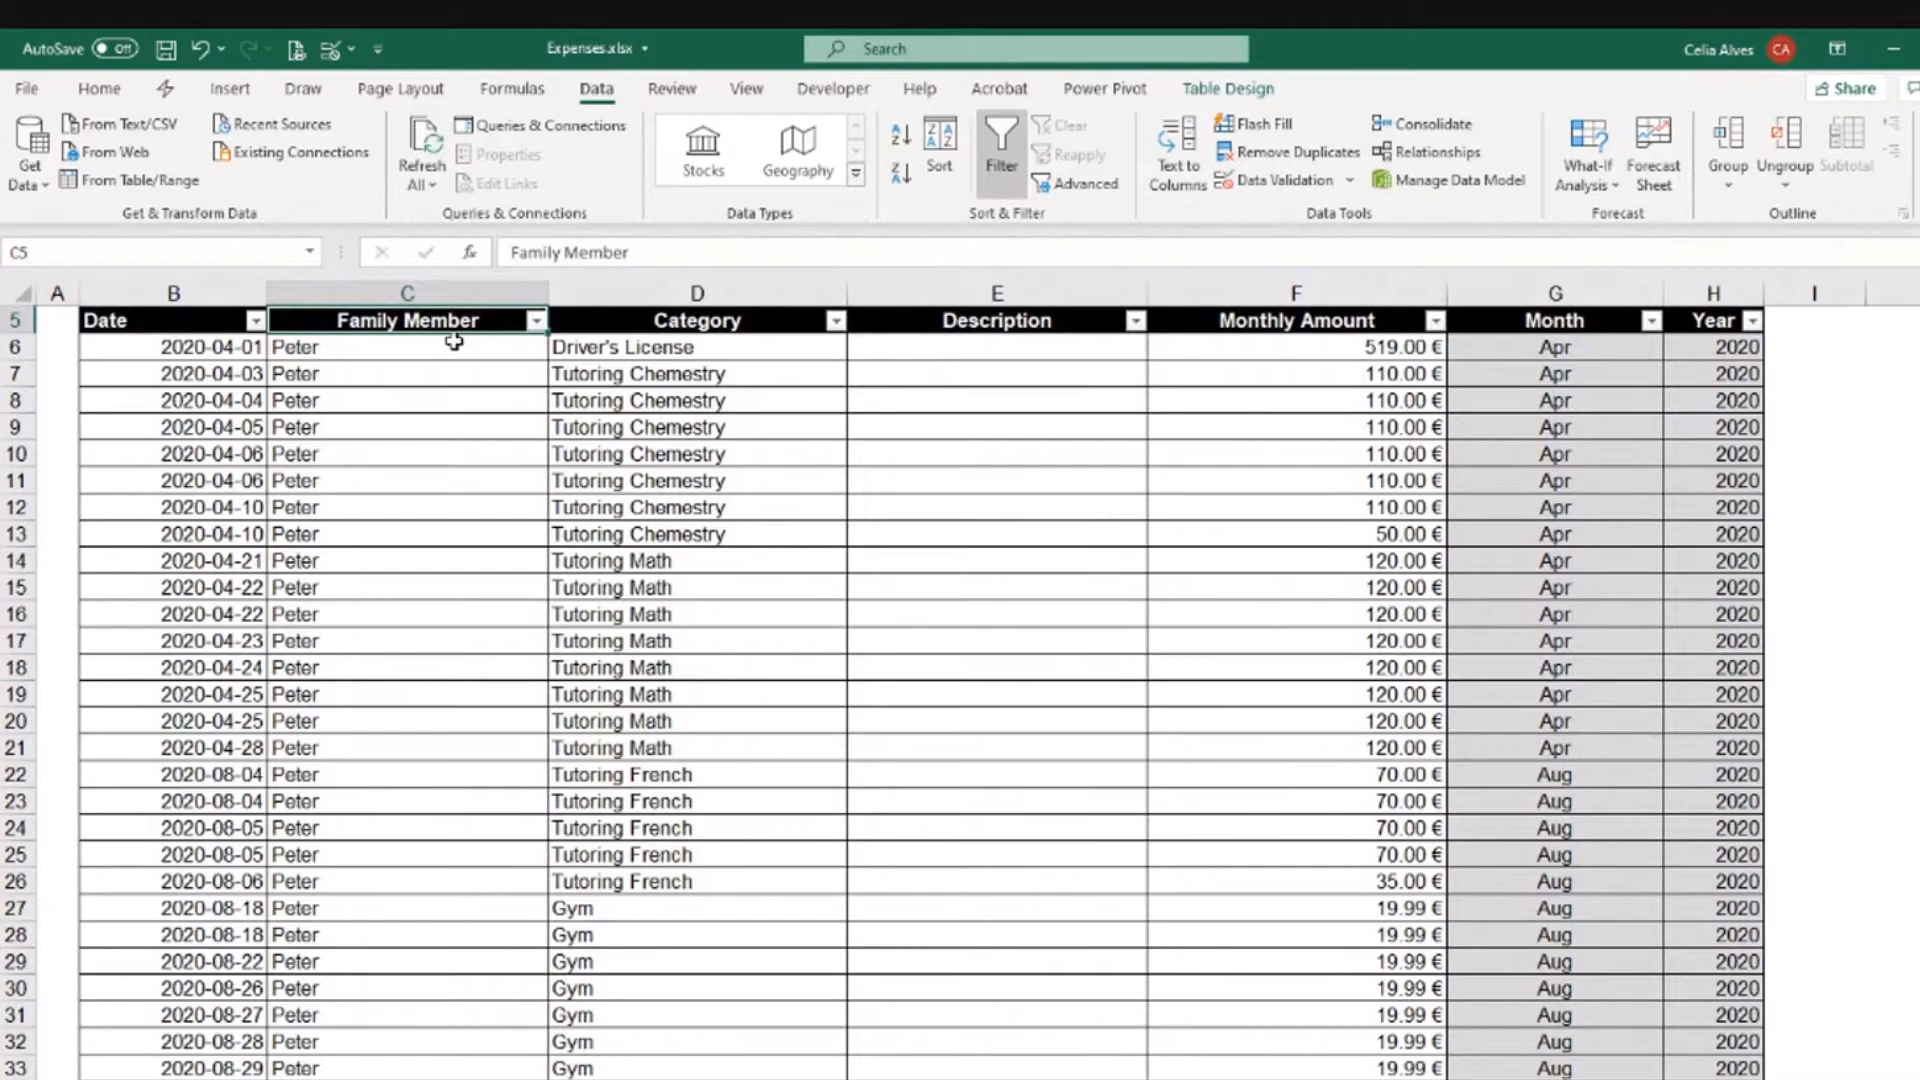 AutoSave Off Expenses.xlsx Search Celia Alves CA
File Home Insert Draw Page Layout Formulas Data Review View Developer Help Acrobat Power Pivot Table Design Share
Get Data From Text/CSV From Web From Table/Range Recent Sources Existing Connections
Get & Transform Data
Refresh All Queries & Connections Properties Edit Links
Queries & Connections
Stocks Geography
Data Types
Sort Filter Clear Reapply Advanced
Sort & Filter
Text to Columns Flash Fill Remove Duplicates Data Validation Consolidate Relationships Manage Data Model
Data Tools
What-If Analysis Forecast Sheet
Forecast
Group Ungroup Subtotal
Outline
C5 fx Family Member
A B C D E F G H I
5 Date Family Member Category Description Monthly Amount Month Year
6 2020-04-01 Peter Driver's License 519.00 € Apr 2020
7 2020-04-03 Peter Tutoring Chemestry 110.00 € Apr 2020
8 2020-04-04 Peter Tutoring Chemestry 110.00 € Apr 2020
9 2020-04-05 Peter Tutoring Chemestry 110.00 € Apr 2020
10 2020-04-06 Peter Tutoring Chemestry 110.00 € Apr 2020
11 2020-04-06 Peter Tutoring Chemestry 110.00 € Apr 2020
12 2020-04-10 Peter Tutoring Chemestry 110.00 € Apr 2020
13 2020-04-10 Peter Tutoring Chemestry 50.00 € Apr 2020
14 2020-04-21 Peter Tutoring Math 120.00 € Apr 2020
15 2020-04-22 Peter Tutoring Math 120.00 € Apr 2020
16 2020-04-22 Peter Tutoring Math 120.00 € Apr 2020
17 2020-04-23 Peter Tutoring Math 120.00 € Apr 2020
18 2020-04-24 Peter Tutoring Math 120.00 € Apr 2020
19 2020-04-25 Peter Tutoring Math 120.00 € Apr 2020
20 2020-04-25 Peter Tutoring Math 120.00 € Apr 2020
21 2020-04-28 Peter Tutoring Math 120.00 € Apr 2020
22 2020-08-04 Peter Tutoring French 70.00 € Aug 2020
23 2020-08-04 Peter Tutoring French 70.00 € Aug 2020
24 2020-08-05 Peter Tutoring French 70.00 € Aug 2020
25 2020-08-05 Peter Tutoring French 70.00 € Aug 2020
26 2020-08-06 Peter Tutoring French 35.00 € Aug 2020
27 2020-08-18 Peter Gym 19.99 € Aug 2020
28 2020-08-18 Peter Gym 19.99 € Aug 2020
29 2020-08-22 Peter Gym 19.99 € Aug 2020
30 2020-08-26 Peter Gym 19.99 € Aug 2020
31 2020-08-27 Peter Gym 19.99 € Aug 2020
32 2020-08-28 Peter Gym 19.99 € Aug 2020
33 2020-08-29 Peter Gym 19.99 € Aug 2020